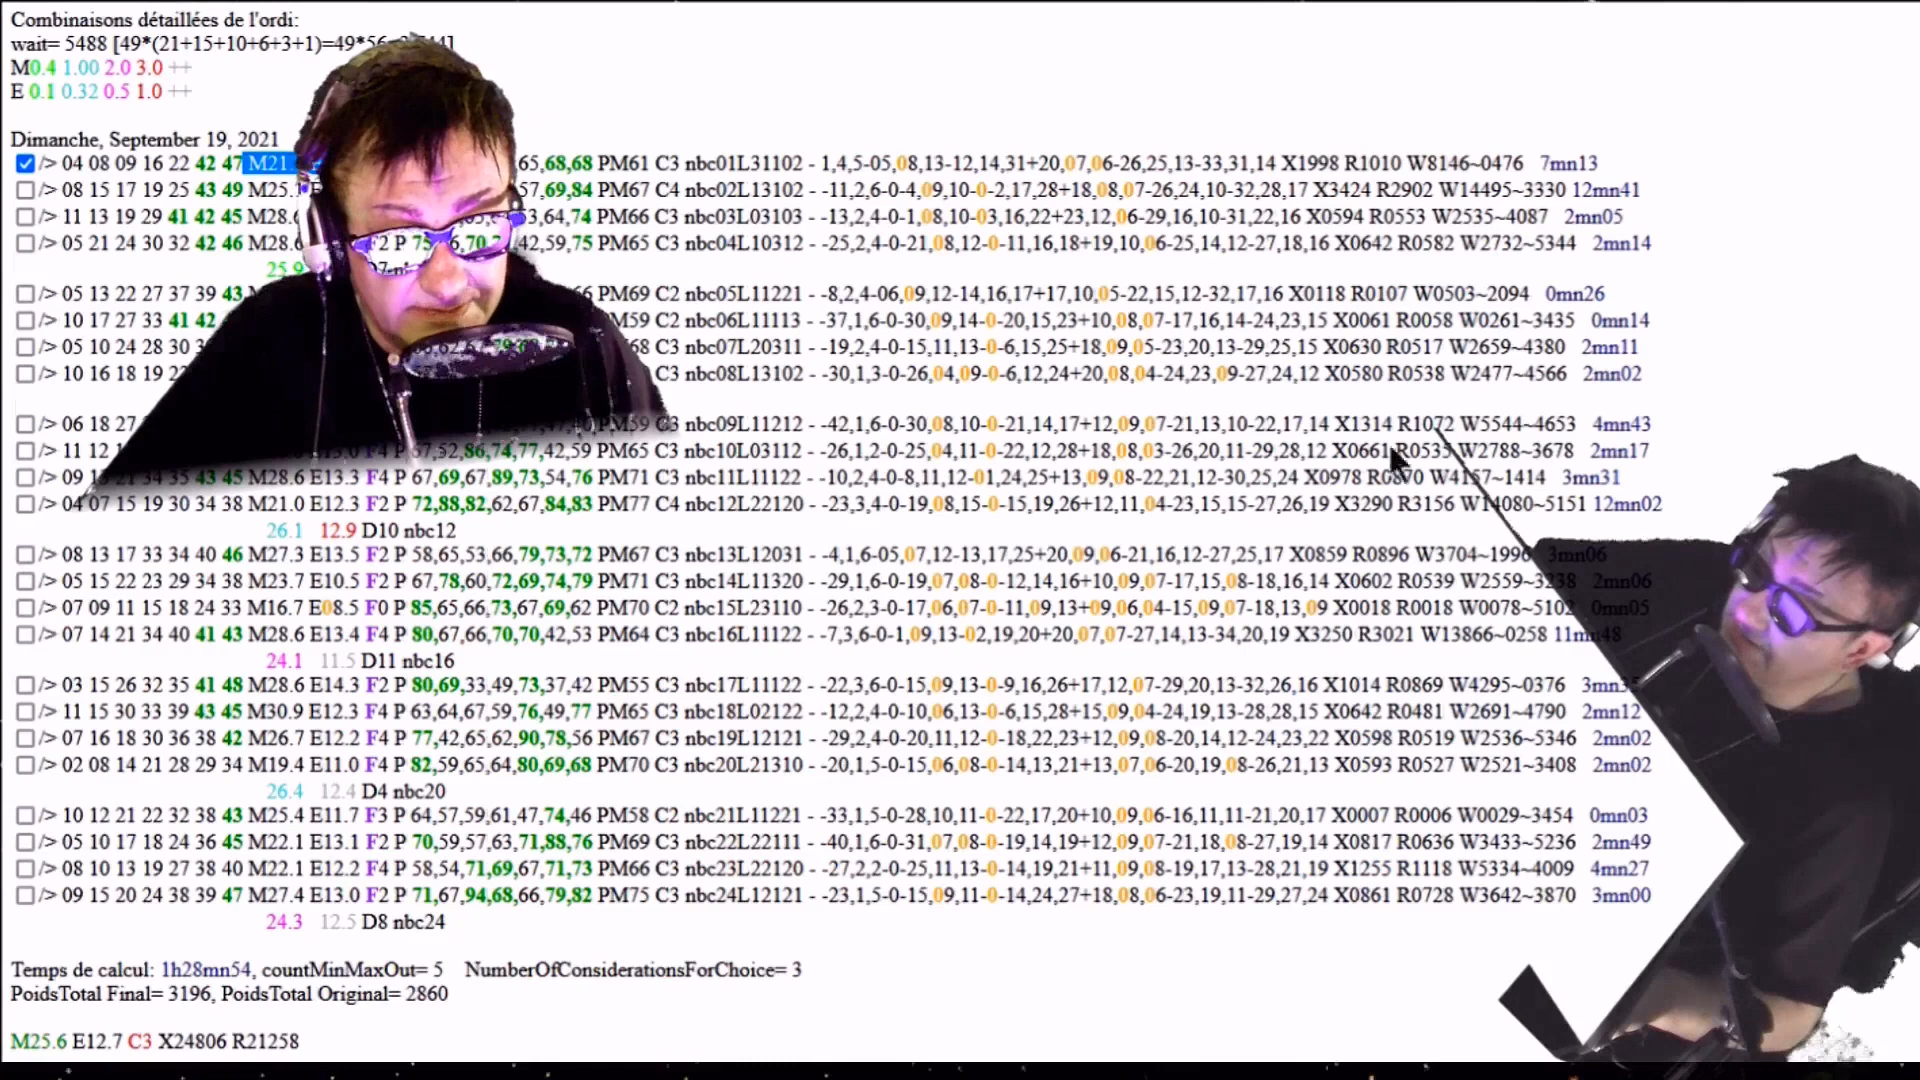 Combinaisons détaillées de l'ordi:
wait= 5488 [49*(21+15+10+6+3+1)=49*56
M0.4 1.00 2.0 3.0 ++
E 0.1 0.32 0.5 1.0 ++
Dimanche, September 19, 2021
/> 04 08 09 16 22 42 47 M21. 65,68,68 PM61 C3 nbc01L31102 - 1,4,5-05,08,13-12,14,31+20,07,06-26,25,13-33,31,14 X1998 R1010 W8146~0476 7mn13
/> 08 15 17 19 25 43 49 M25. 57,69,84 PM67 C4 nbc02L13102 - -11,2,6-0-4,09,10-0-2,17,28+18,08,07-26,24,10-32,28,17 X3424 R2902 W14495~3330 12mn41
/> 11 13 19 29 41 42 45 M28.6 3,64,74 PM66 C3 nbc03L03103 - -13,2,4-0-1,08,10-03,16,22+23,12,06-29,16,10-31,22,16 X0594 R0553 W2535~4087 2mn05
/> 05 21 24 30 32 42 46 M28.6 F2 P 42,59,75 PM65 C3 nbc04L10312 - -25,2,4-0-21,08,12-0-11,16,18+19,10,06-25,14,12-27,18,16 X0642 R0582 W2732~5344 2mn14
25.9
/> 05 13 22 27 37 39 43 PM69 C2 nbc05L11221 - -8,2,4-06,09,12-14,16,17+17,10,05-22,15,12-32,17,16 X0118 R0107 W0503~2094 0mn26
/> 10 17 27 33 41 42 M59 C2 nbc06L11113 - -37,1,6-0-30,09,14-0-20,15,23+10,08,07-17,16,14-24,23,15 X0061 R0058 W0261~3435 0mn14
/> 05 10 24 28 30 68 C3 nbc07L20311 - -19,2,4-0-15,11,13-0-6,15,25+18,09,05-23,20,13-29,25,15 X0630 R0517 W2659~4380 2mn11
/> 10 16 18 19 C3 nbc08L13102 - -30,1,3-0-26,04,09-0-6,12,24+20,08,04-24,23,09-27,24,12 X0580 R0538 W2477~4566 2mn02
/> 06 18 27 PM59 C3 nbc09L11212 - -42,1,6-0-30,08,10-0-21,14,17+12,09,07-21,13,10-22,17,14 X1314 R1072 W5544~4653 4mn43
/> 11 12 F4 P 67,52,86,74,77,42,59 PM65 C3 nbc10L03112 - -26,1,2-0-25,04,11-0-22,12,28+18,08,03-26,20,11-29,28,12 X0661 R0535 W2788~3678 2mn17
/> 09 34 35 43 45 M28.6 E13.3 F4 P 67,69,67,89,73,54,76 PM71 C3 nbc11L11122 - -10,2,4-0-8,11,12-01,24,25+13,09,08-22,21,12-30,25,24 X0978 R0870 W4157~1414 3mn31
/> 04 07 15 19 30 34 38 M21.0 E12.3 F2 P 72,88,82,62,67,84,83 PM77 C4 nbc12L22120 - -23,3,4-0-19,08,15-0-15,19,26+12,11,04-23,15,15-27,26,19 X3290 R3156 W14080~5151 12mn02
26.1 12.9 D10 nbc12
/> 08 13 17 33 34 40 46 M27.3 E13.5 F2 P 58,65,53,66,79,73,72 PM67 C3 nbc13L12031 - -4,1,6-05,07,12-13,17,25+20,09,06-21,16,12-27,25,17 X0859 R0896 W3704~1996 3mn06
/> 05 15 22 23 29 34 38 M23.7 E10.5 F2 P 67,78,60,72,69,74,79 PM71 C3 nbc14L11320 - -29,1,6-0-19,07,08-0-12,14,16+10,09,07-17,15,08-18,16,14 X0602 R0539 W2559~3238 2mn06
/> 07 09 11 15 18 24 33 M16.7 E08.5 F0 P 85,65,66,73,67,69,62 PM70 C2 nbc15L23110 - -26,2,3-0-17,06,07-0-11,09,13+09,06,04-15,09,07-18,13,09 X0018 R0018 W0078~5102 0mn05
/> 07 14 21 34 40 41 43 M28.6 E13.4 F4 P 80,67,66,70,70,42,53 PM64 C3 nbc16L11122 - -7,3,6-0-1,09,13-02,19,20+20,07,07-27,14,13-34,20,19 X3250 R3021 W13866~0258 11mn48
24.1 11.5 D11 nbc16
/> 03 15 26 32 35 41 48 M28.6 E14.3 F2 P 80,69,33,49,73,37,42 PM55 C3 nbc17L11122 - -22,3,6-0-15,09,13-0-9,16,26+17,12,07-29,20,13-32,26,16 X1014 R0869 W4295~0376
/> 11 15 30 33 39 43 45 M30.9 E12.3 F4 P 63,64,67,59,76,49,77 PM65 C3 nbc18L02122 - -12,2,4-0-10,06,13-0-6,15,28+15,09,04-24,19,13-28,28,15 X0642 R0481 W2691~4790 2mn12
/> 07 16 18 30 36 38 42 M26.7 E12.2 F4 P 77,42,65,62,90,78,56 PM67 C3 nbc19L12121 - -29,2,4-0-20,11,12-0-18,22,23+12,09,08-20,14,12-24,23,22 X0598 R0519 W2536~5346 2mn02
/> 02 08 14 21 28 29 34 M19.4 E11.0 F4 P 82,59,65,64,80,69,68 PM70 C3 nbc20L21310 - -20,1,5-0-15,06,08-0-14,13,21+13,07,06-20,19,08-26,21,13 X0593 R0527 W2521~3408 2mn02
26.4 12.4 D4 nbc20
/> 10 12 21 22 32 38 43 M25.4 E11.7 F3 P 64,57,59,61,47,74,46 PM58 C2 nbc21L11221 - -33,1,5-0-28,10,11-0-22,17,20+10,09,06-16,11,11-21,20,17 X0007 R0006 W0029~3454 0mn03
/> 05 10 17 18 24 36 45 M22.1 E13.1 F2 P 70,59,57,63,71,88,76 PM69 C3 nbc22L22111 - -40,1,6-0-31,07,08-0-19,14,19+12,09,07-21,18,08-27,19,14 X0817 R0636 W3433~5236 2mn49
/> 08 10 13 19 27 38 40 M22.1 E12.2 F4 P 58,54,71,69,67,71,73 PM66 C3 nbc23L22120 - -27,2,2-0-25,11,13-0-14,19,21+11,09,08-19,17,13-28,21,19 X1255 R1118 W5334~4009 4mn27
/> 09 15 20 24 38 39 47 M27.4 E13.0 F2 P 71,67,94,68,66,79,82 PM75 C3 nbc24L12121 - -23,1,5-0-15,09,11-0-14,24,27+18,08,06-23,19,11-29,27,24 X0861 R0728 W3642~3870 3mn00
24.3 12.5 D8 nbc24
Temps de calcul: 1h28mn54, countMinMaxOut= 5 NumberOfConsiderationsForChoice= 3
PoidsTotal Final= 3196, PoidsTotal Original= 2860
M25.6 E12.7 C3 X24806 R21258